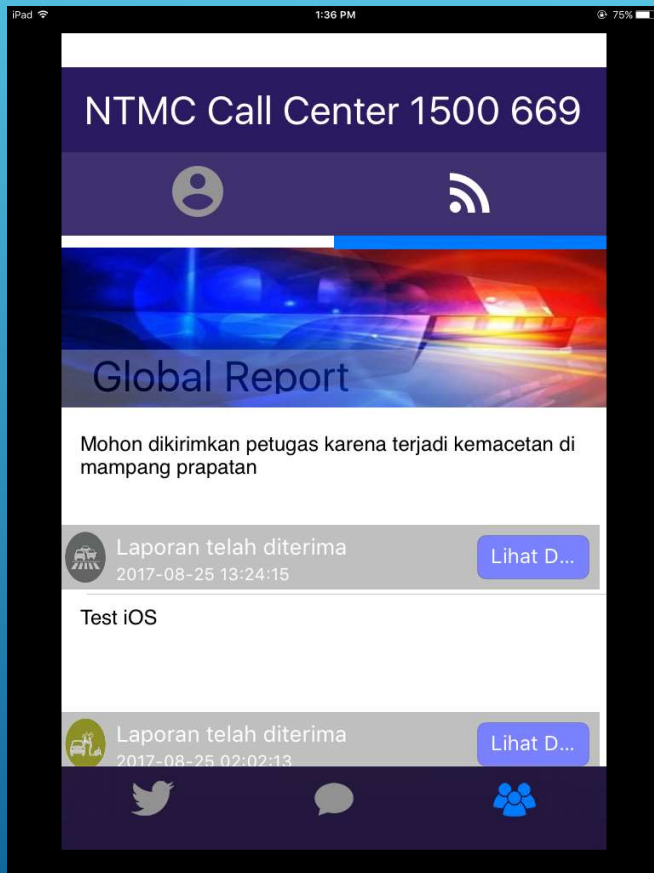 iPad 1:36 PM 75%
NTMC Call Center 1500 669
Global Report
Mohon dikirimkan petugas karena terjadi kemacetan di
mampang prapatan
Laporan telah diterima
2017-08-25 13:24:15
Lihat D...
Test iOS
Laporan telah diterima
2017-08-25 02:02:13
Lihat D...